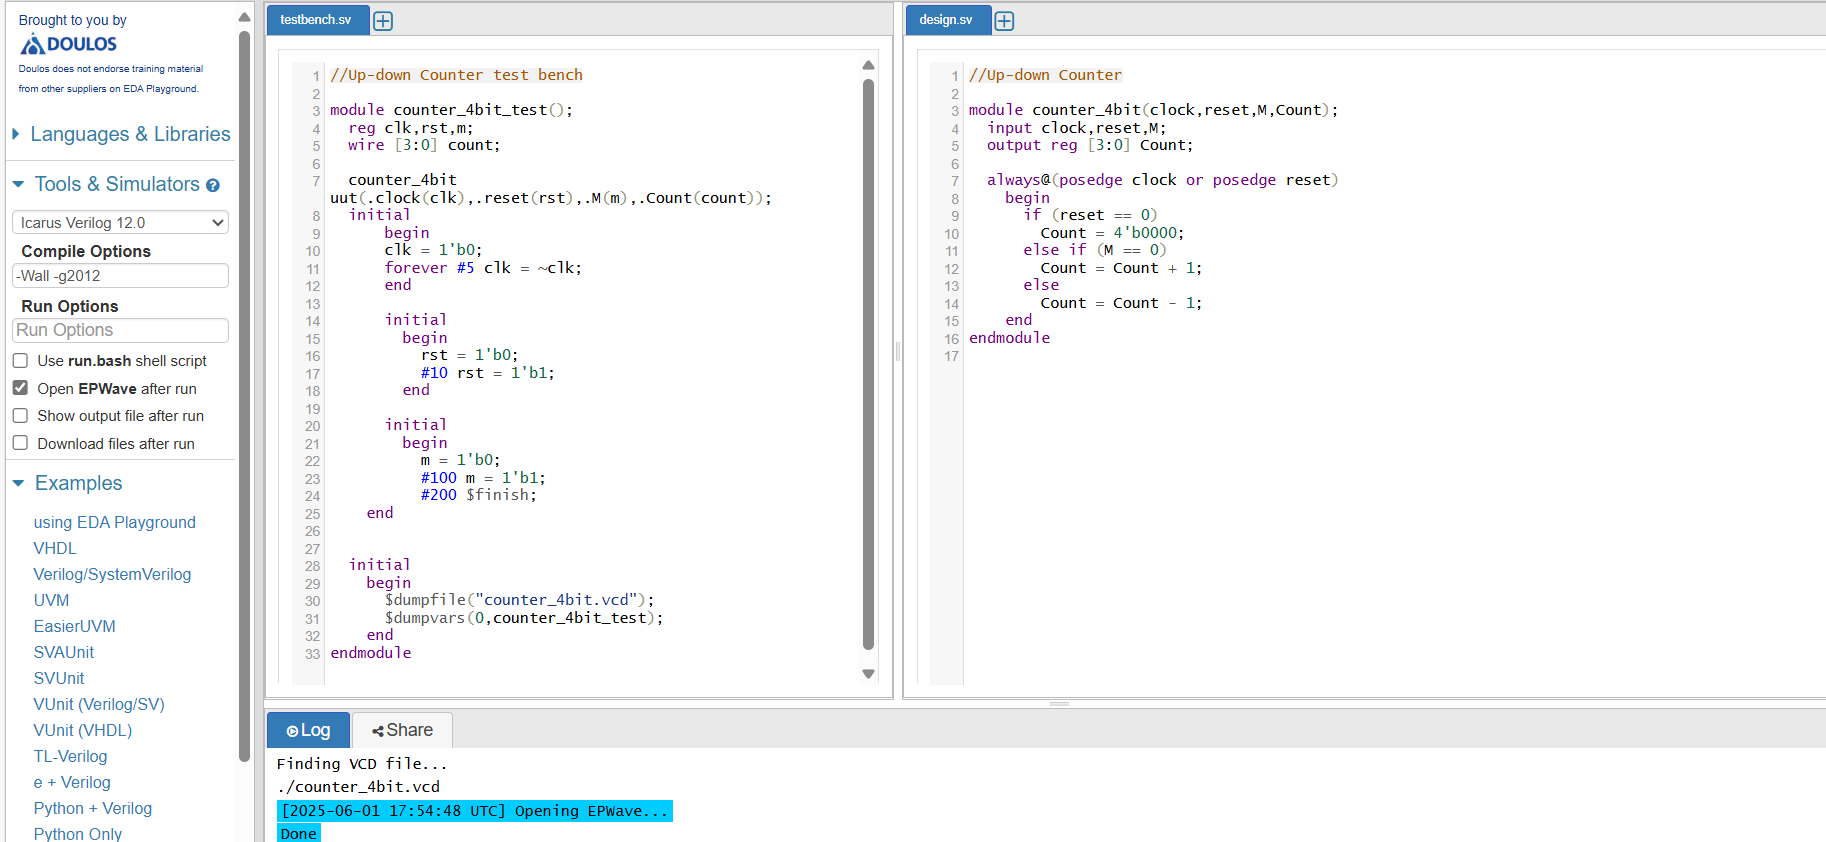 Brought to you by
DOULOS
Doulos does not endorse training material
from other suppliers on EDA Playground.
Languages & Libraries
Tools & Simulators
Icarus Verilog 12.0
Compile Options
-Wall -g2012
Run Options
Run Options
Use run.bash shell script
Open EPWave after run
Show output file after run
Download files after run
Examples
using EDA Playground
VHDL
Verilog/SystemVerilog
UVM
EasierUVM
SVAUnit
SVUnit
VUnit (Verilog/SV)
VUnit (VHDL)
TL-Verilog
e + Verilog
Python + Verilog
Python Only
testbench.sv
1 //Up-down Counter test bench
2
3 module counter_4bit_test();
4   reg clk,rst,m;
5   wire [3:0] count;
6
7   counter_4bit
uut(.clock(clk),.reset(rst),.M(m),.Count(count));
8   initial
9       begin
10       clk = 1'b0;
11       forever #5 clk = ~clk;
12       end
13
14       initial
15         begin
16           rst = 1'b0;
17           #10 rst = 1'b1;
18         end
19
20       initial
21         begin
22           m = 1'b0;
23           #100 m = 1'b1;
24           #200 $finish;
25     end
26
27
28   initial
29     begin
30       $dumpfile("counter_4bit.vcd");
31       $dumpvars(0,counter_4bit_test);
32     end
33 endmodule
design.sv
1 //Up-down Counter
2
3 module counter_4bit(clock,reset,M,Count);
4   input clock,reset,M;
5   output reg [3:0] Count;
6
7   always@(posedge clock or posedge reset)
8     begin
9       if (reset == 0)
10         Count = 4'b0000;
11       else if (M == 0)
12         Count = Count + 1;
13       else
14         Count = Count - 1;
15     end
16 endmodule
17
Log
Share
Finding VCD file...
./counter_4bit.vcd
[2025-06-01 17:54:48 UTC] Opening EPWave...
Done